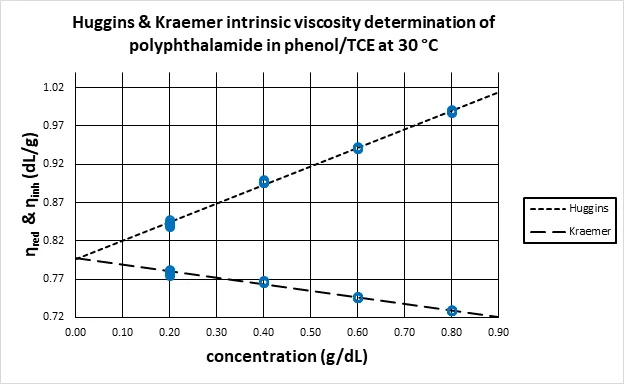 Huggins & Kraemer intrinsic viscosity determination of
polyphthalamide in phenol/TCE at 30 °C
ηred & ηinh (dL/g)
1.02
0.97
0.92
0.87
0.82
0.77
0.72
0.00 0.10 0.20 0.30 0.40 0.50 0.60 0.70 0.80 0.90
concentration (g/dL)
Huggins
Kraemer